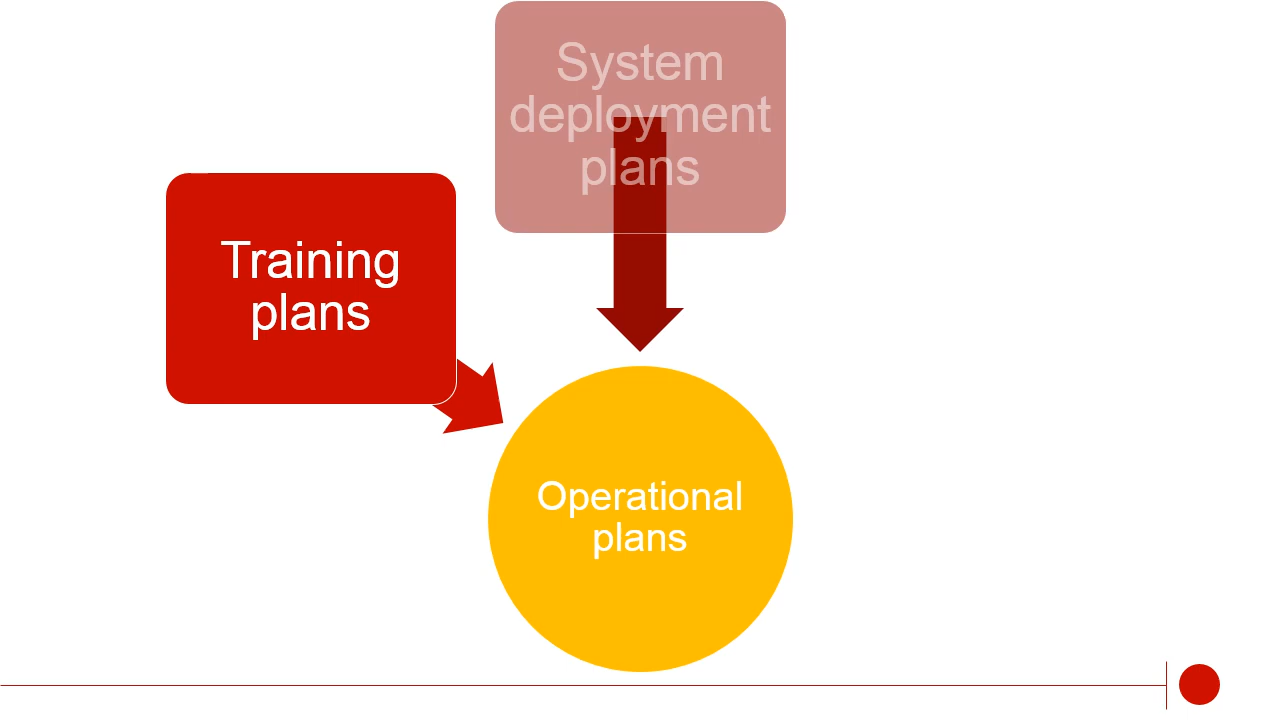 System
deployment
plans
Training
plans
Operational
plans